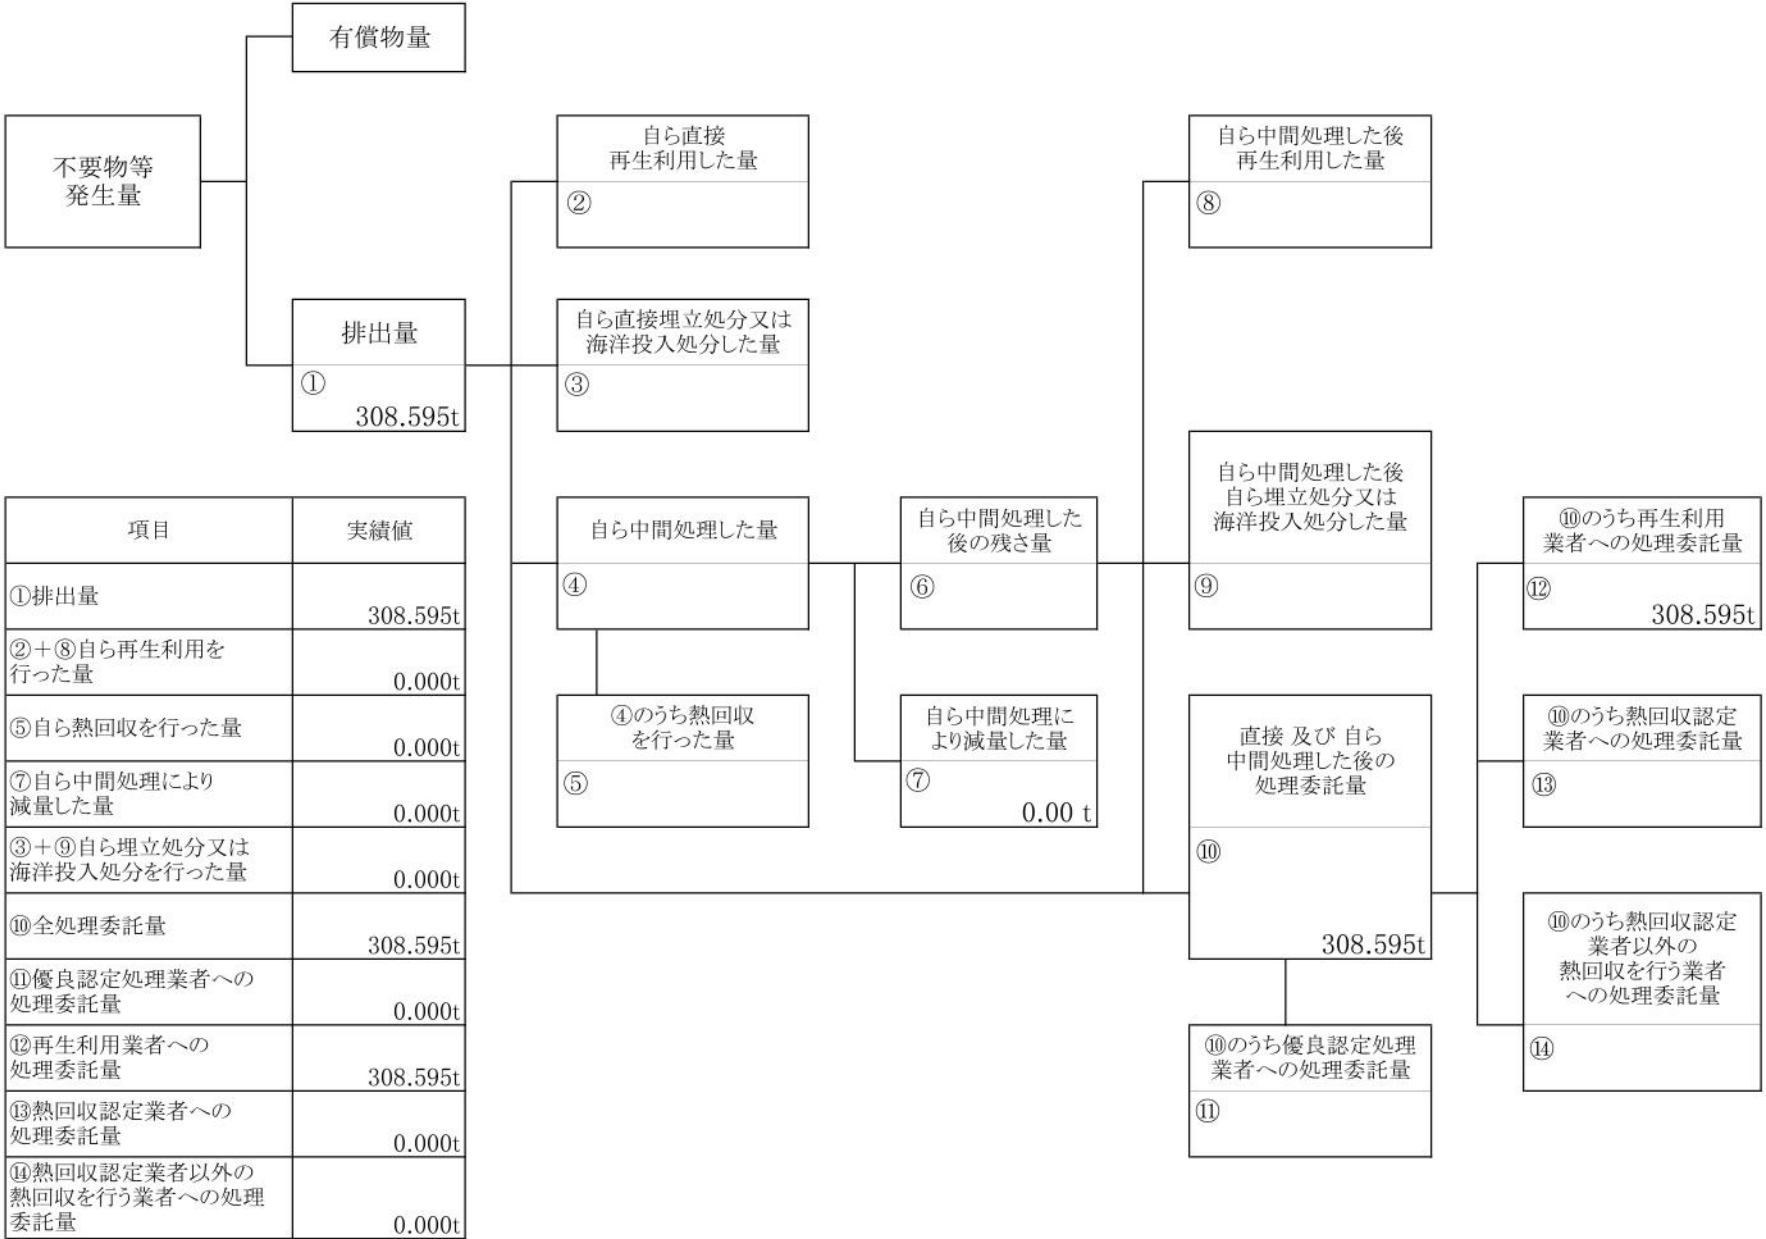 有償物量
不要物等
発生量
自ら直接
再生利用した量
②
自ら中間処理した後
再生利用した量
⑧
排出量
①
308.595t
自ら直接埋立処分又は
海洋投入処分した量
③
自ら中間処理した量
④
自ら中間処理した
後の残さ量
⑥
自ら中間処理した後
自ら埋立処分又は
海洋投入処分した量
⑨
⑩のうち再生利用
業者への処理委託量
⑫
308.595t
④のうち熱回収
を行った量
⑤
自ら中間処理に
より減量した量
⑦
0.00 t
直接 及び 自ら
中間処理した後の
処理委託量
⑩
308.595t
⑩のうち熱回収認定
業者への処理委託量
⑬
⑩のうち熱回収認定
業者以外の
熱回収を行う業者
への処理委託量
⑭
⑩のうち優良認定処理
業者への処理委託量
⑪
項目 実績値
①排出量
308.595t
②+⑧自ら再生利用を
行った量
0.000t
⑤自ら熱回収を行った量
0.000t
⑦自ら中間処理により
減量した量
0.000t
③+⑨自ら埋立処分又は
海洋投入処分を行った量
0.000t
⑩全処理委託量
308.595t
⑪優良認定処理業者への
処理委託量
0.000t
⑫再生利用業者への
処理委託量
308.595t
⑬熱回収認定業者への
処理委託量
0.000t
⑭熱回収認定業者以外の
熱回収を行う業者への処理
委託量
0.000t